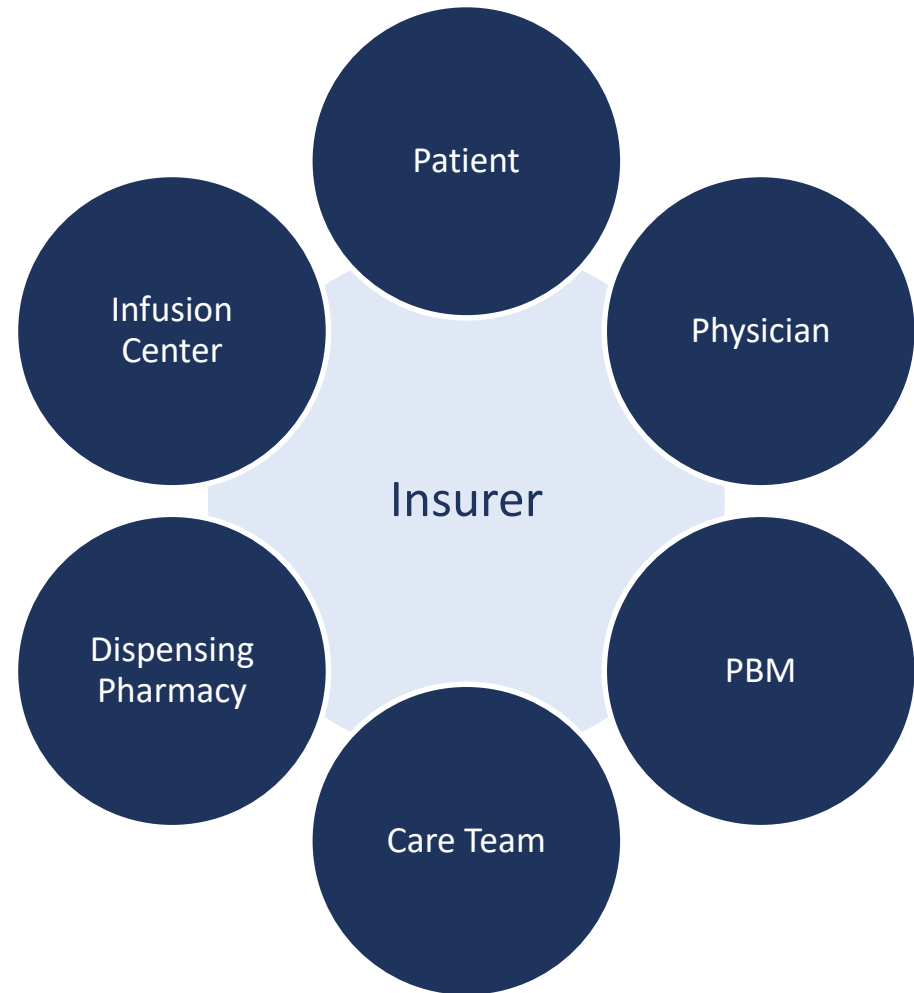 Patient
Infusion
Center
Physician
Insurer
Dispensing
Pharmacy
PBM
Care Team